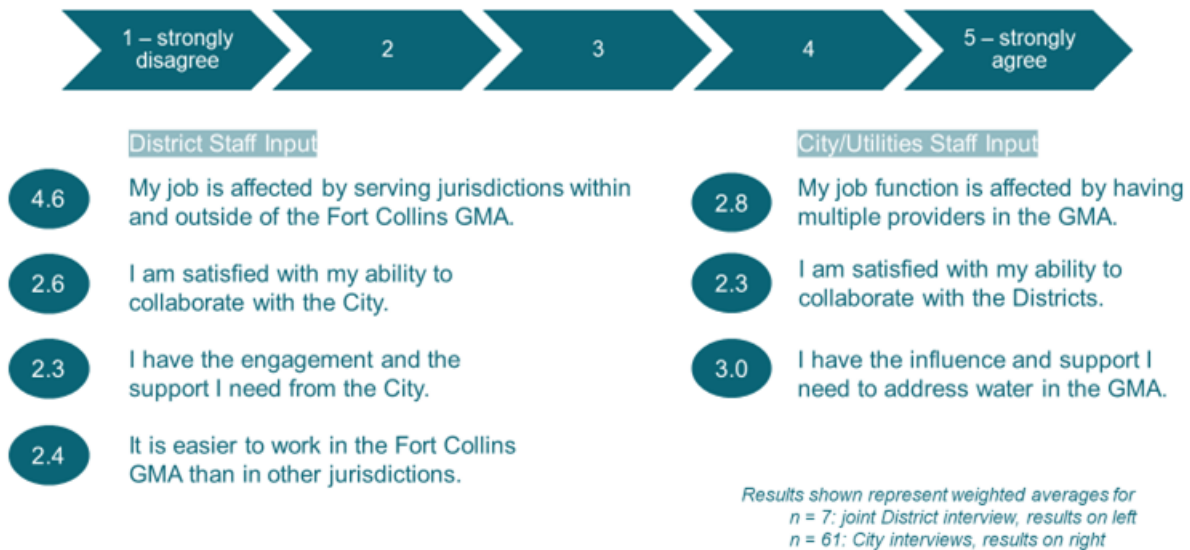 1 – strongly
disagree
2
3
4
5 – strongly
agree
District Staff Input
4.6
My job is affected by serving jurisdictions within
and outside of the Fort Collins GMA.
2.6
I am satisfied with my ability to
collaborate with the City.
2.3
I have the engagement and the
support I need from the City.
2.4
It is easier to work in the Fort Collins
GMA than in other jurisdictions.
City/Utilities Staff Input
2.8
My job function is affected by having
multiple providers in the GMA.
2.3
I am satisfied with my ability to
collaborate with the Districts.
3.0
I have the influence and support I
need to address water in the GMA.
Results shown represent weighted averages for
n = 7: joint District interview, results on left
n = 61: City interviews, results on right